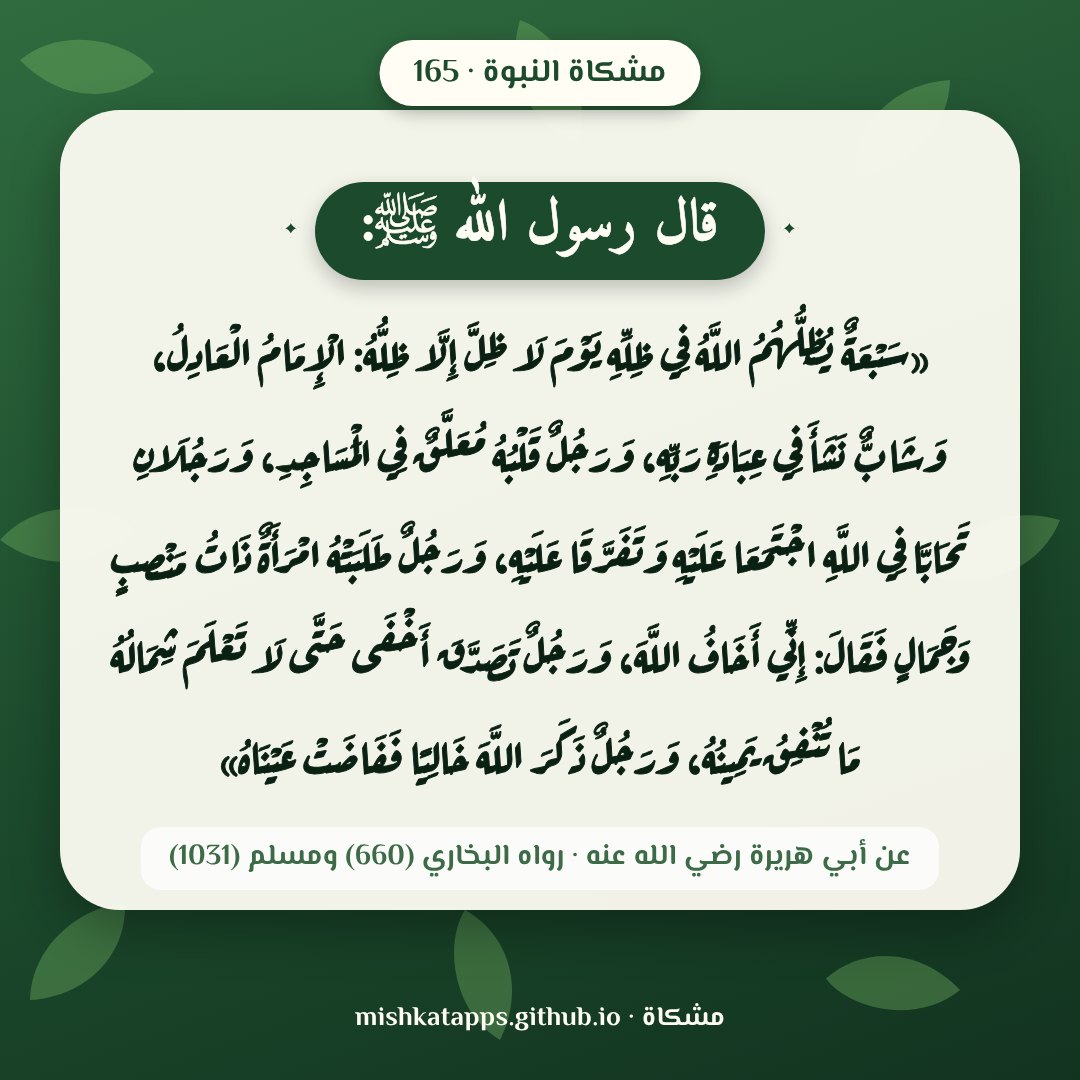 مشكاة النبوة · 165
قال رسول الله ﷺ:
«سَبْعَةٌ يُظِلُّهُمُ اللَّهُ فِي ظِلِّهِ يَوْمَ لَا ظِلَّ إِلَّا ظِلُّهُ: الْإِمَامُ الْعَادِلُ،
وَشَابٌّ نَشَأَ فِي عِبَادَةِ رَبِّهِ، وَرَجُلٌ قَلْبُهُ مُعَلَّقٌ فِي الْمَسَاجِدِ، وَرَجُلَانِ
تَحَابَّا فِي اللَّهِ اجْتَمَعَا عَلَيْهِ وَتَفَرَّقَا عَلَيْهِ، وَرَجُلٌ طَلَبَتْهُ امْرَأَةٌ ذَاتُ مَنْصِبٍ
وَجَمَالٍ فَقَالَ: إِنِّي أَخَافُ اللَّهَ، وَرَجُلٌ تَصَدَّقَ أَخْفَى حَتَّى لَا تَعْلَمَ شِمَالُهُ
مَا تُنْفِقُ يَمِينُهُ، وَرَجُلٌ ذَكَرَ اللَّهَ خَالِيًا فَفَاضَتْ عَيْنَاهُ»
عن أبي هريرة رضي الله عنه · رواه البخاري (660) ومسلم (1031)
مشكاة · mishkatapps.github.io